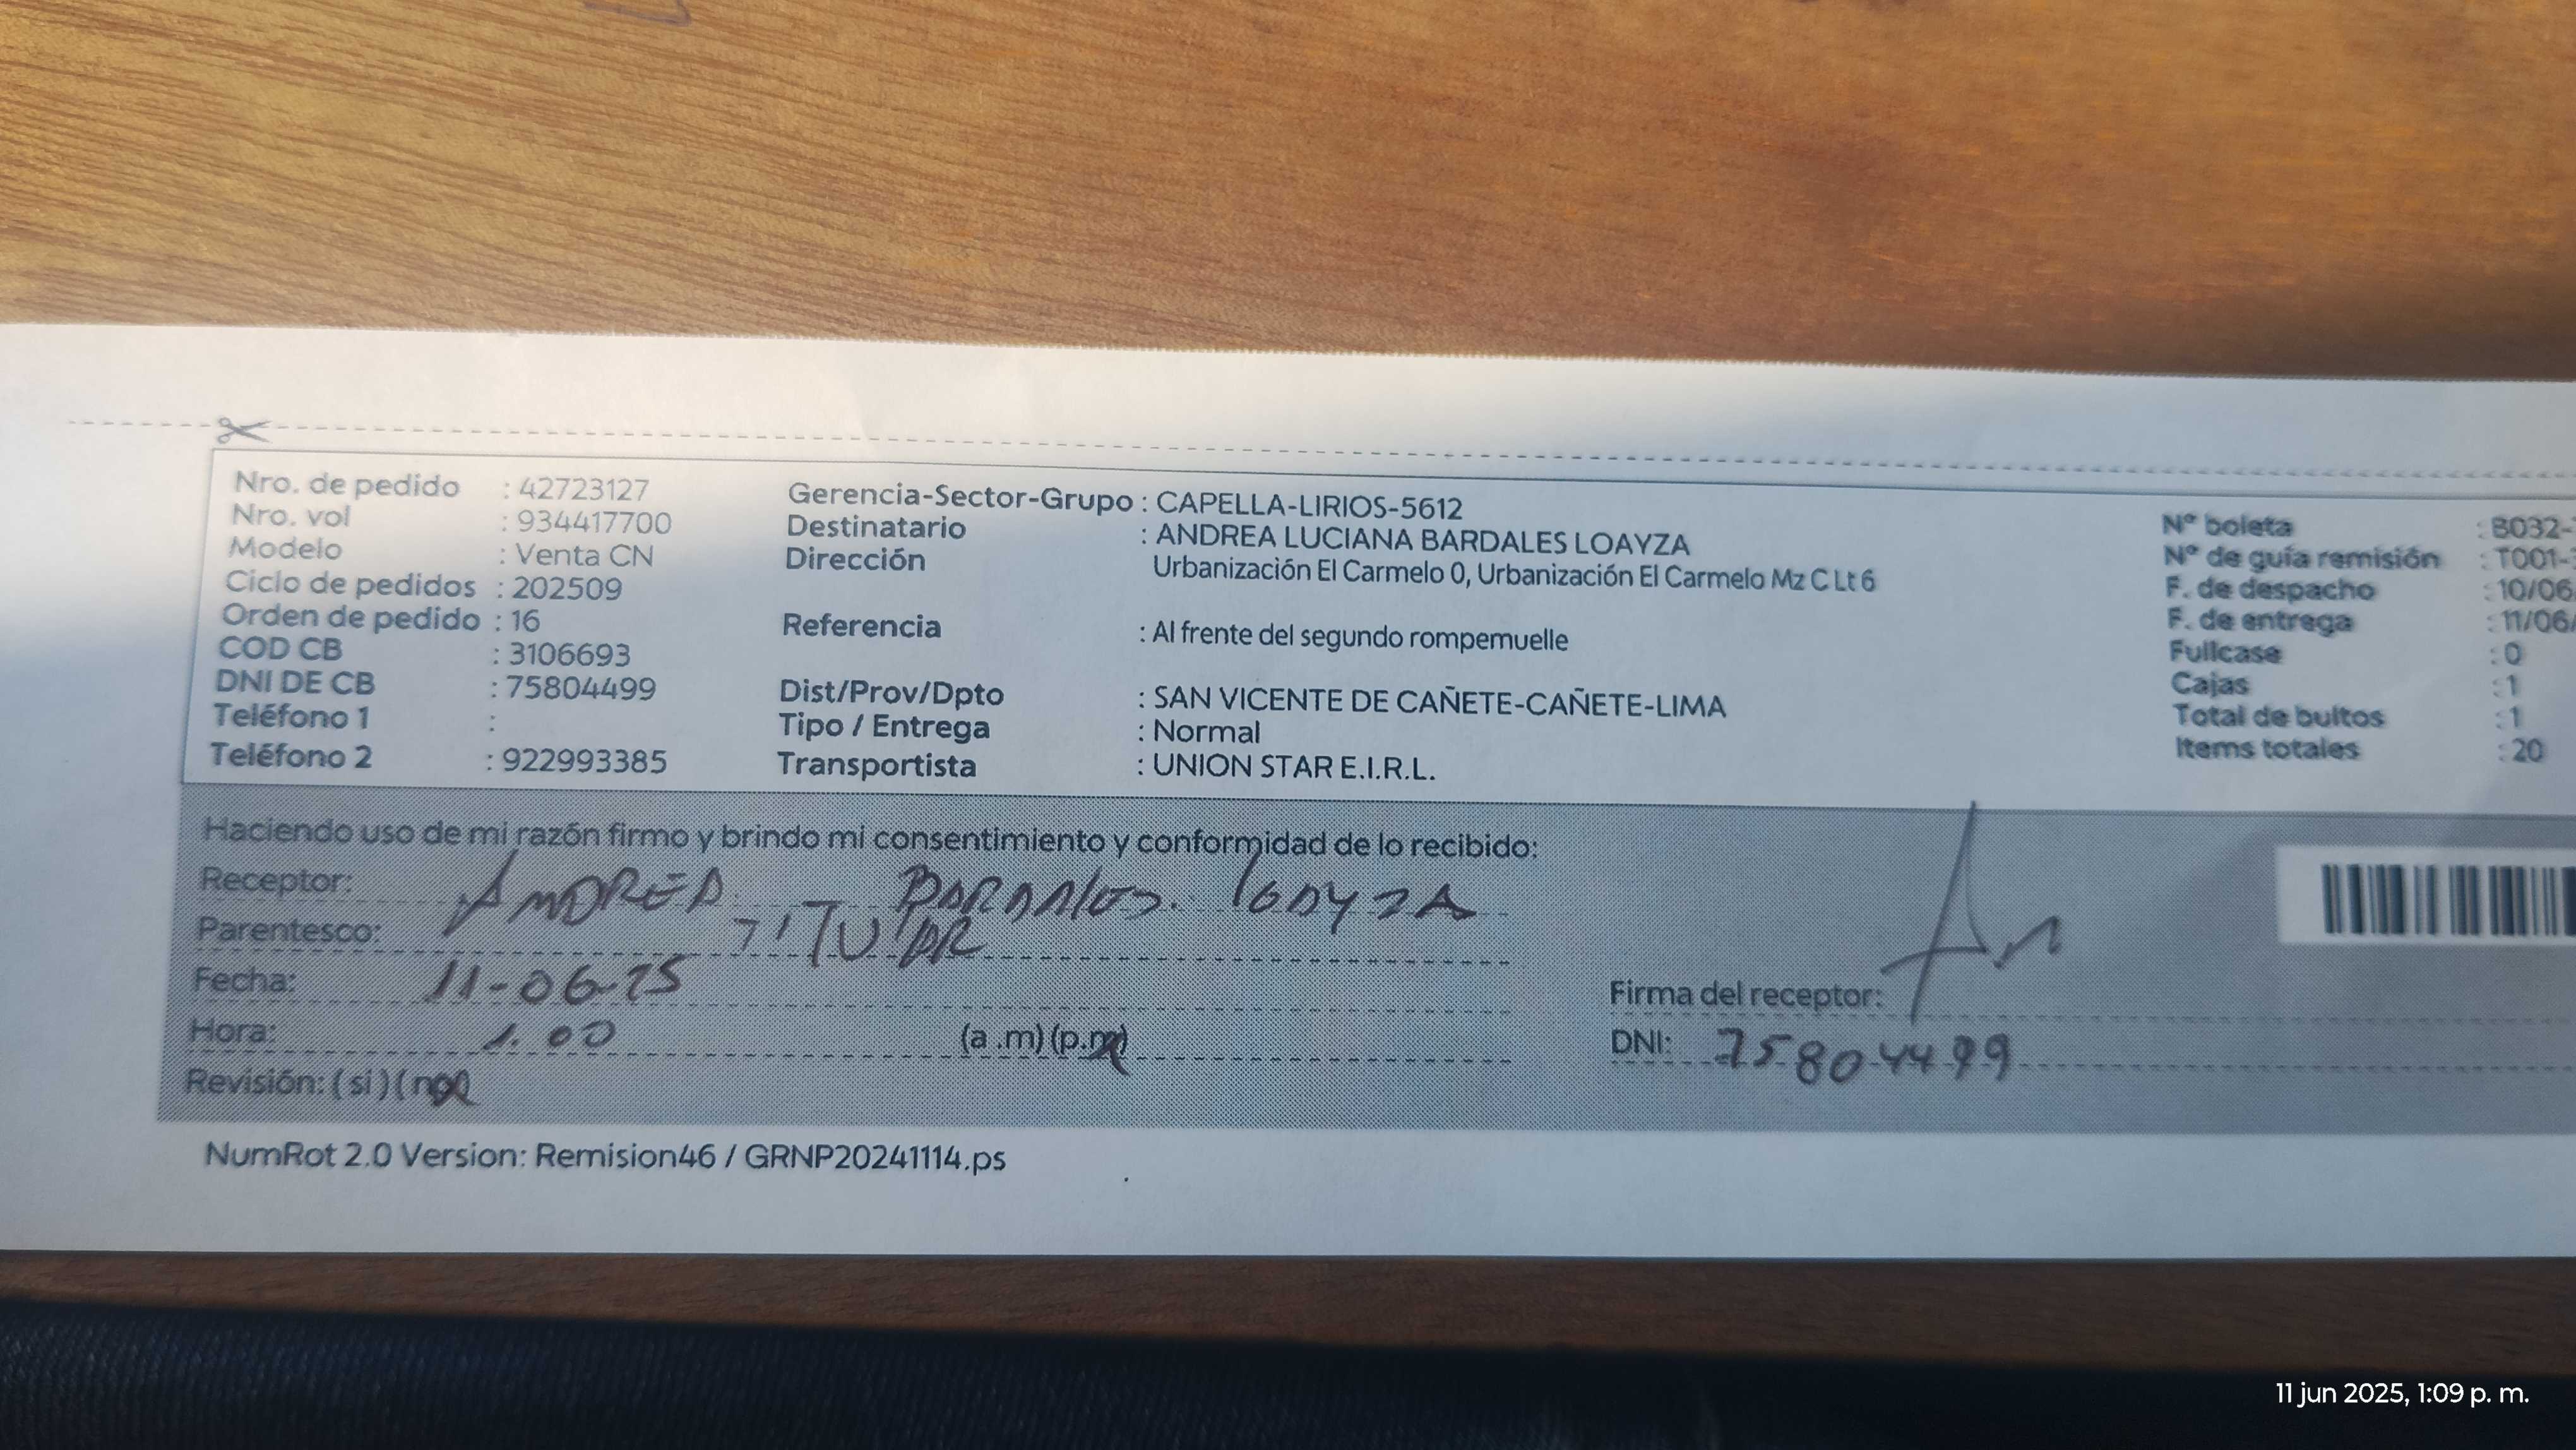 Nro. de pedido : 42723127
Nro. vol : 934417700
Modelo : Venta CN
Ciclo de pedidos : 202509
Orden de pedido : 16
COD CB : 3106693
DNI DE CB : 75804499
Teléfono 1 :
Teléfono 2 : 922993385
Gerencia-Sector-Grupo : CAPELLA-LIRIOS-5612
Destinatario : ANDREA LUCIANA BARDALES LOAYZA
Dirección
Urbanización El Carmelo 0, Urbanización El Carmelo Mz C Lt 6
Referencia : Al frente del segundo rompemuelle
Dist/Prov/Dpto : SAN VICENTE DE CAÑETE-CAÑETE-LIMA
Tipo / Entrega : Normal
Transportista : UNION STAR E.I.R.L.
N° boleta : B032-
N° de guía remisión : T001-
F. de despacho : 10/06
F. de entrega : 11/06/
Fullcase : 0
Cajas : 1
Total de bultos : 1
Items totales : 20
Haciendo uso de mi razón firmo y brindo mi consentimiento y conformidad de lo recibido:
Receptor: ANDREA BARDALES LOAYZA
Parentesco: TITULAR
Fecha: 11-06-25
Hora: 1.00 (a .m) (p.m)
Revisión: ( si ) ( no )
Firma del receptor:
DNI: 75804499
NumRot 2.0 Version: Remision46 / GRNP20241114.ps
11 jun 2025, 1:09 p. m.